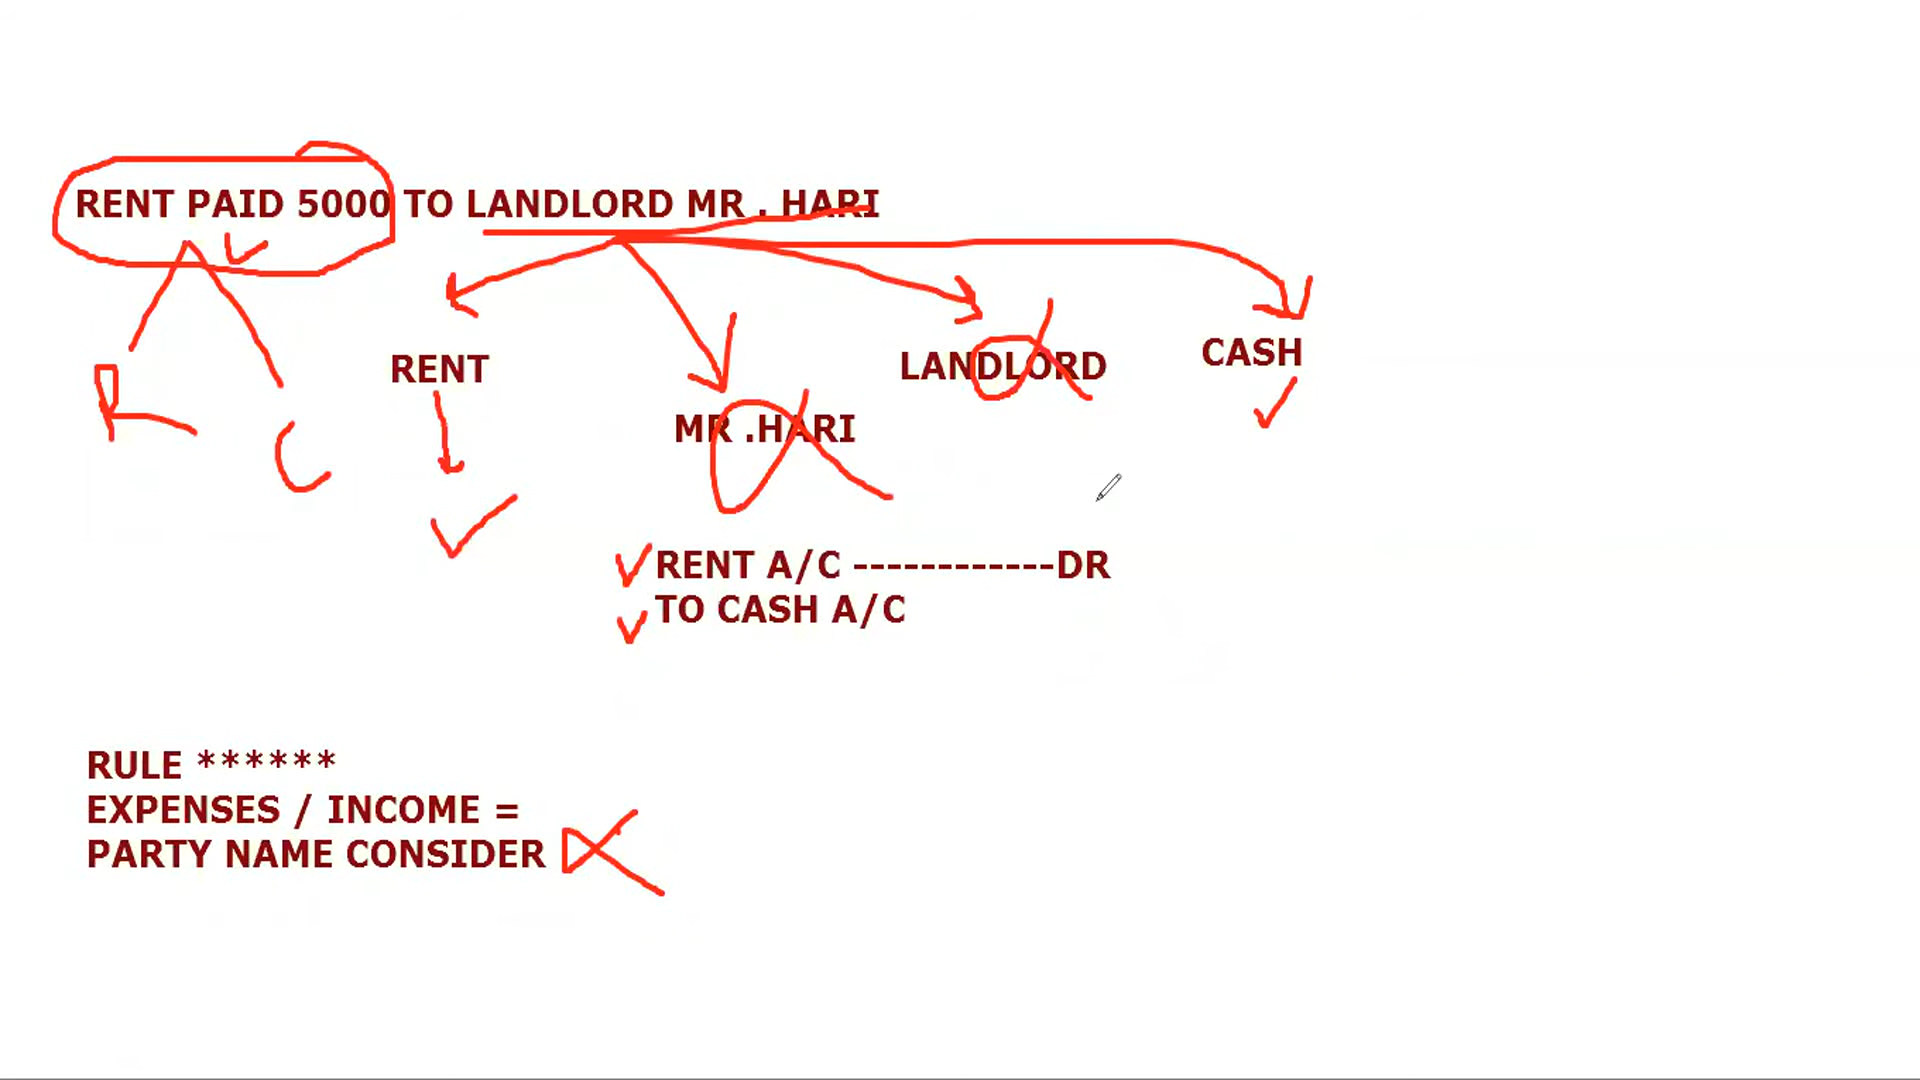 RENT PAID 5000 TO LANDLORD MR . HARI
R
C
RENT
MR .HARI
LANDLORD
CASH
RENT A/C ------------DR
TO CASH A/C
RULE ******
EXPENSES / INCOME =
PARTY NAME CONSIDER